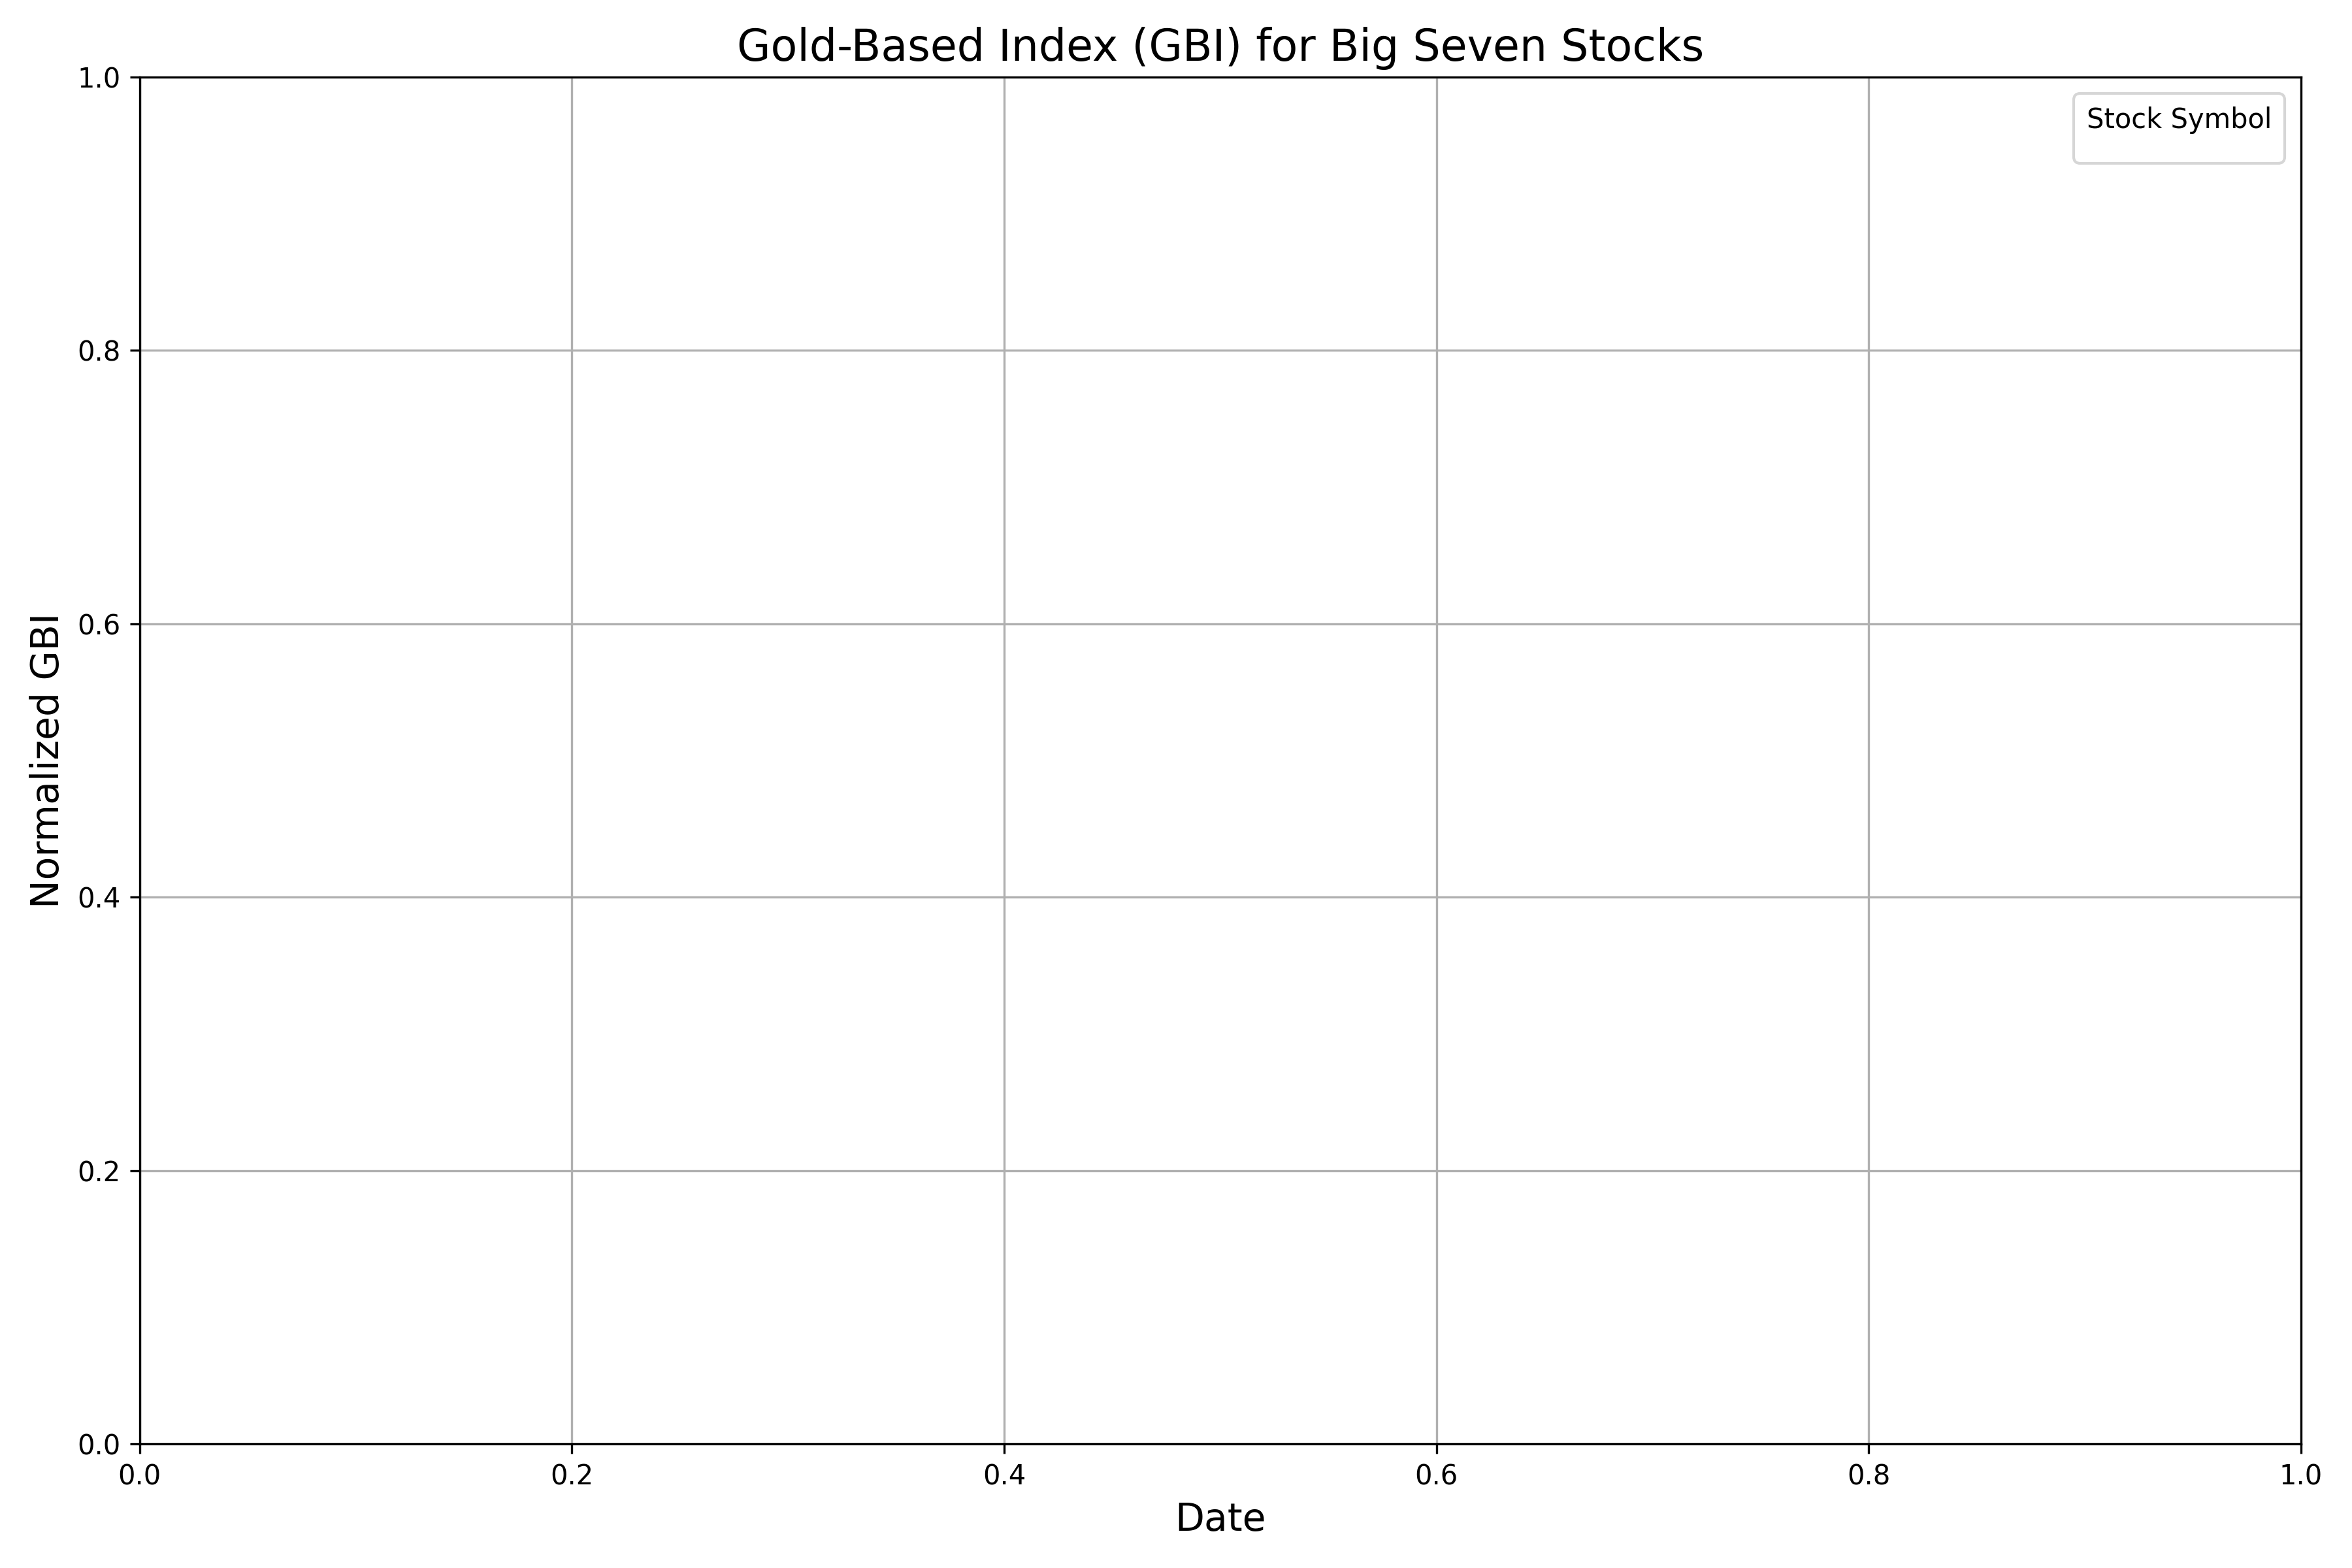 Gold-Based Index (GBI) for Big Seven Stocks
Stock Symbol
Normalized GBI
1.0
0.8
0.6
0.4
0.2
0.0
0.0 0.2 0.4 0.6 0.8 1.0
Date